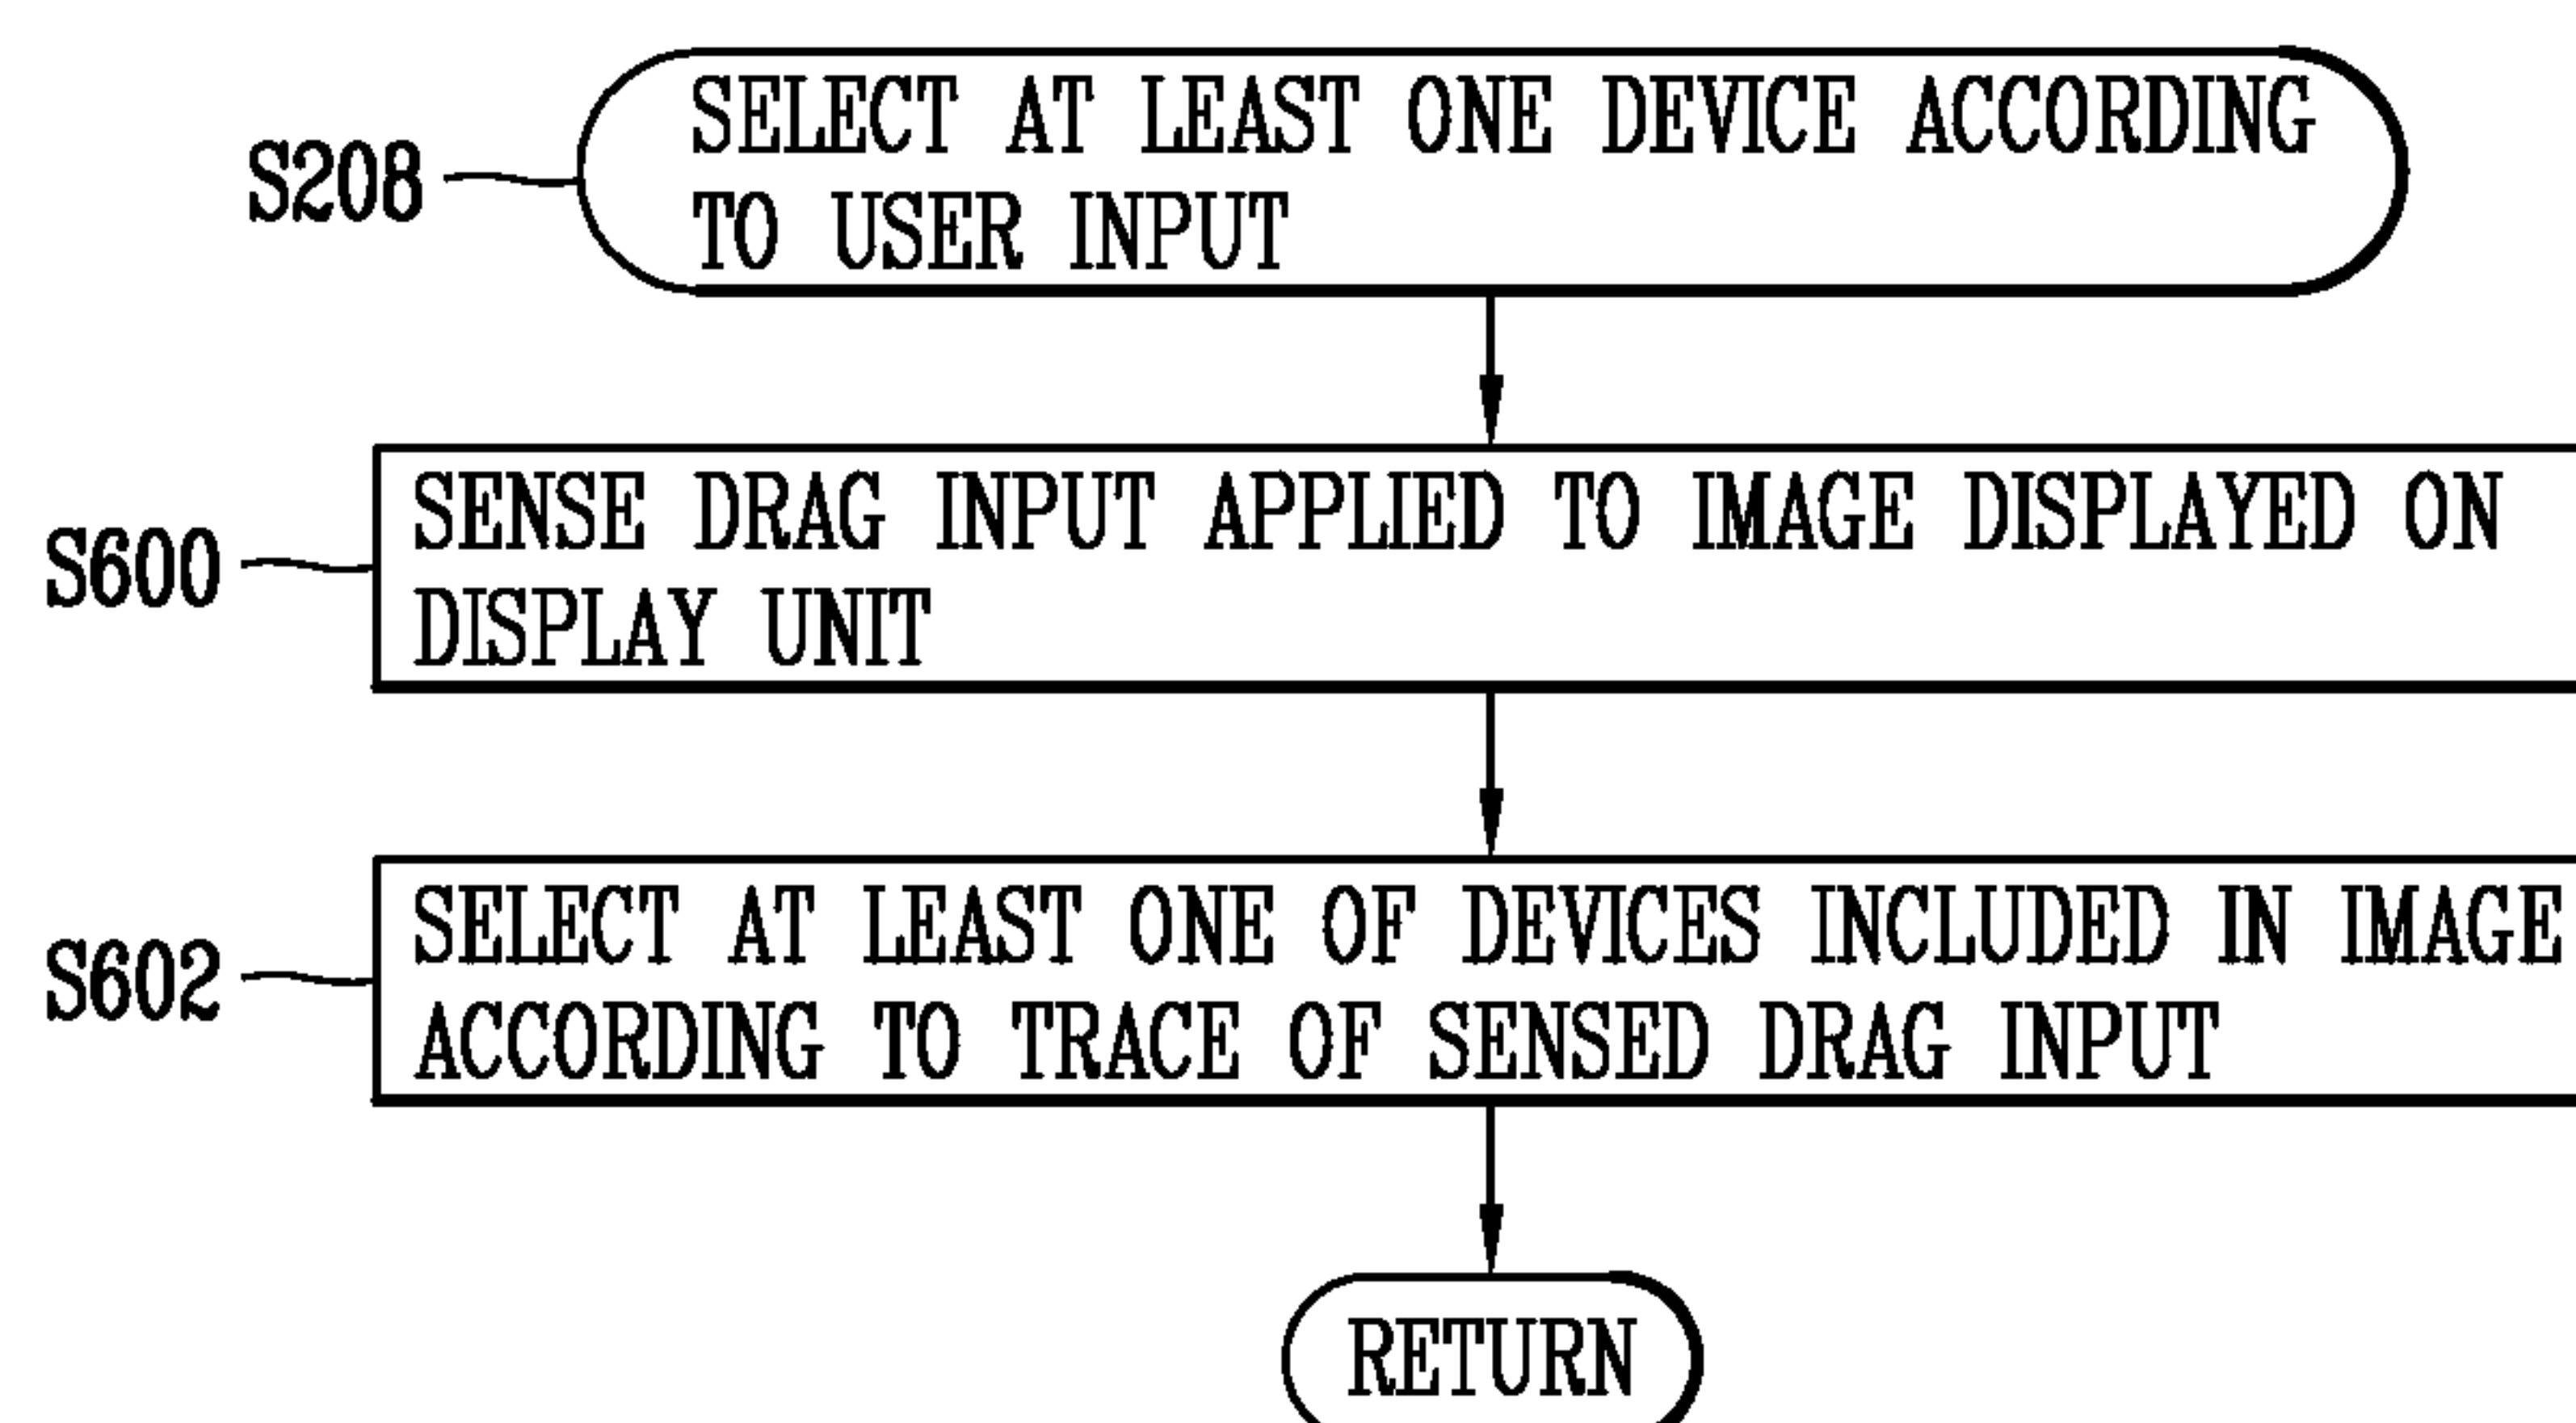 S208
SELECT AT LEAST ONE DEVICE ACCORDING
TO USER INPUT
S600
SENSE DRAG INPUT APPLIED TO IMAGE DISPLAYED ON
DISPLAY UNIT
S602
SELECT AT LEAST ONE OF DEVICES INCLUDED IN IMAGE
ACCORDING TO TRACE OF SENSED DRAG INPUT
RETURN